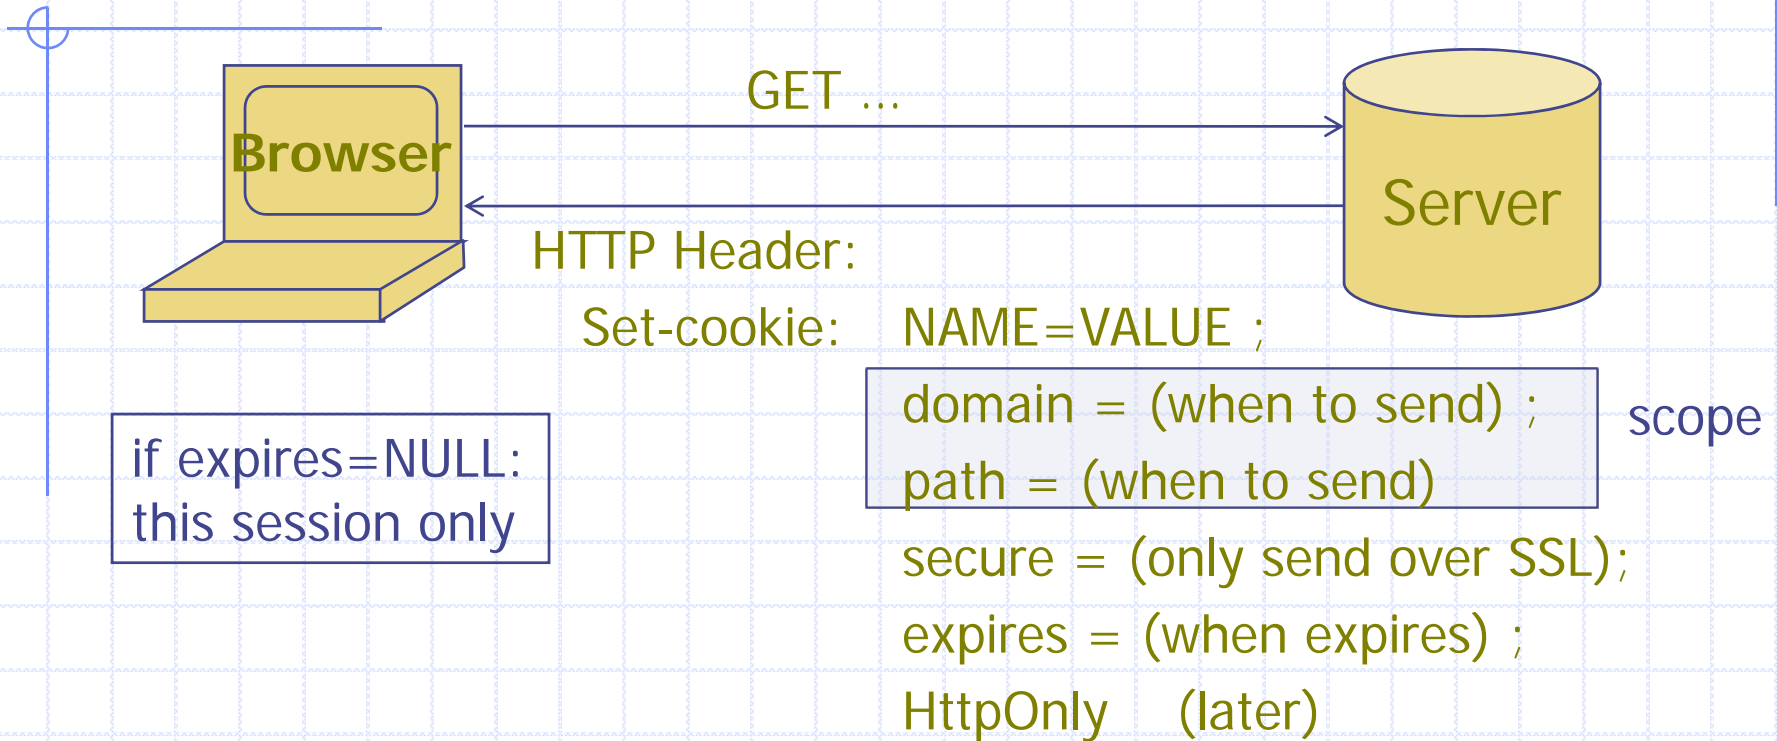 GET ...
Browser
Server
HTTP Header:
Set-cookie: NAME=VALUE ;
domain = (when to send) ;
scope
path = (when to send)
if expires=NULL:
this session only
secure = (only send over SSL);
expires = (when expires) ;
HttpOnly (later)